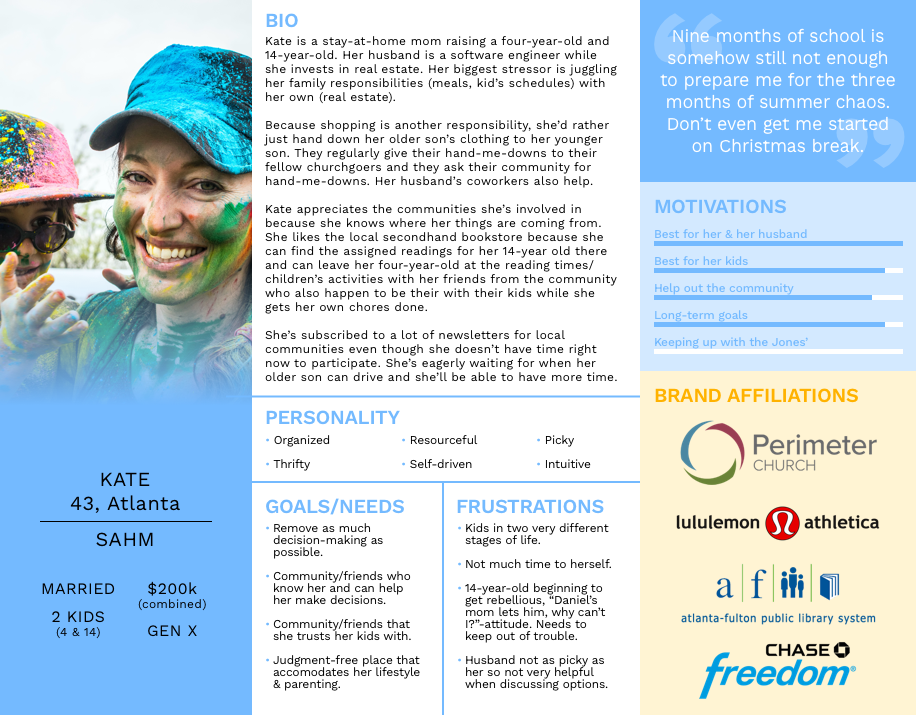 KATE
43, Atlanta
SAHM
MARRIED
2 KIDS
(4 & 14)
$200k
(combined)
GEN X
BIO
Kate is a stay-at-home mom raising a four-year-old and
14-year-old. Her husband is a software engineer while
she invests in real estate. Her biggest stressor is juggling
her family responsibilities (meals, kid’s schedules) with
her own (real estate).
Because shopping is another responsibility, she’d rather
just hand down her older son’s clothing to her younger
son. They regularly give their hand-me-downs to their
fellow churchgoers and they ask their community for
hand-me-downs. Her husband’s coworkers also help.
Kate appreciates the communities she’s involved in
because she knows where her things are coming from.
She likes the local secondhand bookstore because she
can find the assigned readings for her 14-year old there
and can leave her four-year-old at the reading times/
children’s activities with her friends from the community
who also happen to be their with their kids while she
gets her own chores done.
She’s subscribed to a lot of newsletters for local
communities even though she doesn’t have time right
now to participate. She’s eagerly waiting for when her
older son can drive and she’ll be able to have more time.
PERSONALITY
• Organized
• Resourceful
• Picky
• Thrifty
• Self-driven
• Intuitive
GOALS/NEEDS
• Remove as much
decision-making as
possible.
• Community/friends who
know her and can help
her make decisions.
• Community/friends that
she trusts her kids with.
• Judgment-free place that
accomodates her lifestyle
& parenting.
FRUSTRATIONS
• Kids in two very different
stages of life.
• Not much time to herself.
• 14-year-old beginning to
get rebellious, “Daniel’s
mom lets him, why can’t
I?”-attitude. Needs to
keep out of trouble.
• Husband not as picky as
her so not very helpful
when discussing options.
“Nine months of school is
somehow still not enough
to prepare me for the three
months of summer chaos.
Don’t even get me started
on Christmas break.”
MOTIVATIONS
Best for her & her husband
Best for her kids
Help out the community
Long-term goals
Keeping up with the Jones’
BRAND AFFILIATIONS
Perimeter
CHURCH
lululemon athletica
a f
atlanta-fulton public library system
CHASE
freedom®